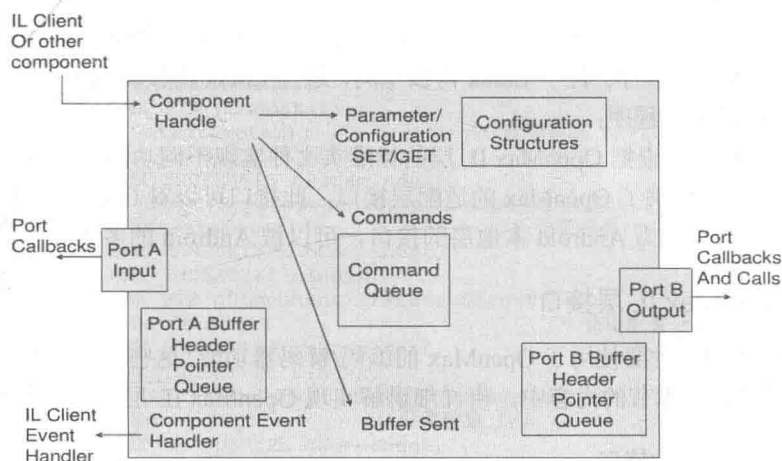 IL Client
Or other
component
Component
Handle
Parameter/
Configuration
SET/GET
Configuration
Structures
Commands
Command
Queue
Port
Callbacks
Port A
Input
Port A Buffer
Header
Pointer
Queue
Port B
Output
Port
Callbacks
And Calls
Port B Buffer
Header
Pointer
Queue
IL Client
Event
Handler
Component Event
Handler
Buffer Sent